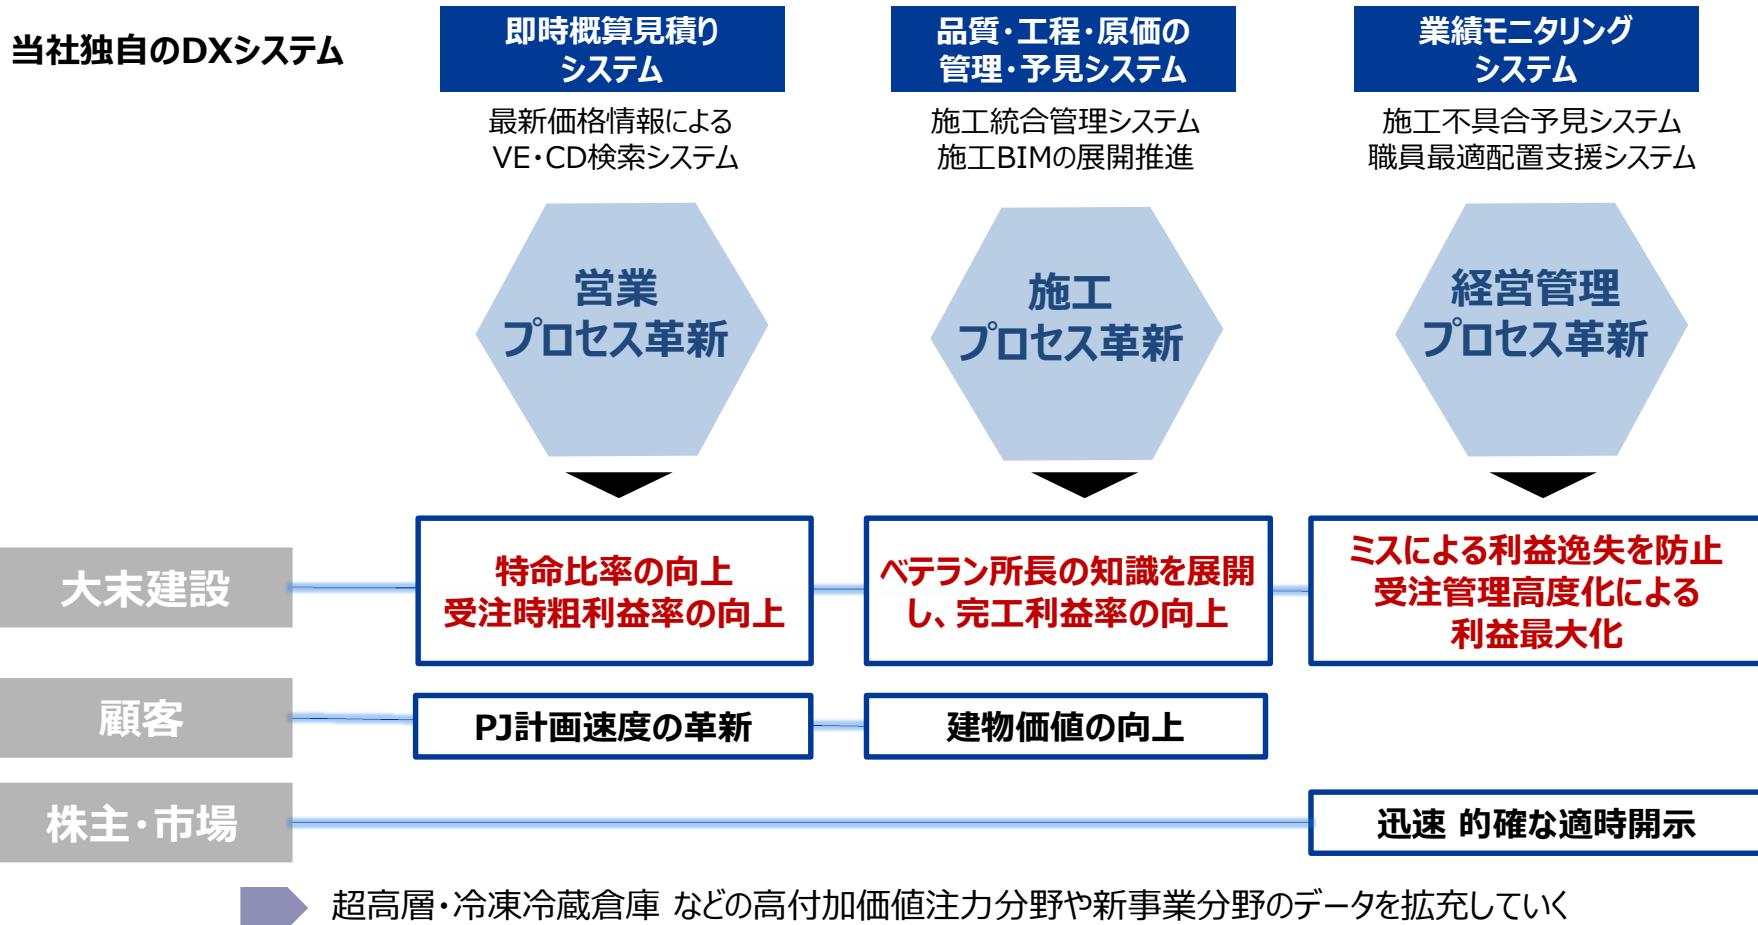 当社独自のDXシステム
即時概算見積り
システム
最新価格情報による
VE・CD検索システム
品質・工程・原価の
管理・予見システム
施工統合管理システム
施工BIMの展開推進
業績モニタリング
システム
施工不具合予見システム
職員最適配置支援システム
営業
プロセス革新
施工
プロセス革新
経営管理
プロセス革新
大末建設
特命比率の向上
受注時粗利益率の向上
ベテラン所長の知識を展開
し、完工利益率の向上
ミスによる利益逸失を防止
受注管理高度化による
利益最大化
顧客
PJ計画速度の革新
建物価値の向上
株主・市場
迅速 的確な適時開示
超高層・冷凍冷蔵倉庫 などの高付加価値注力分野や新事業分野のデータを拡充していく